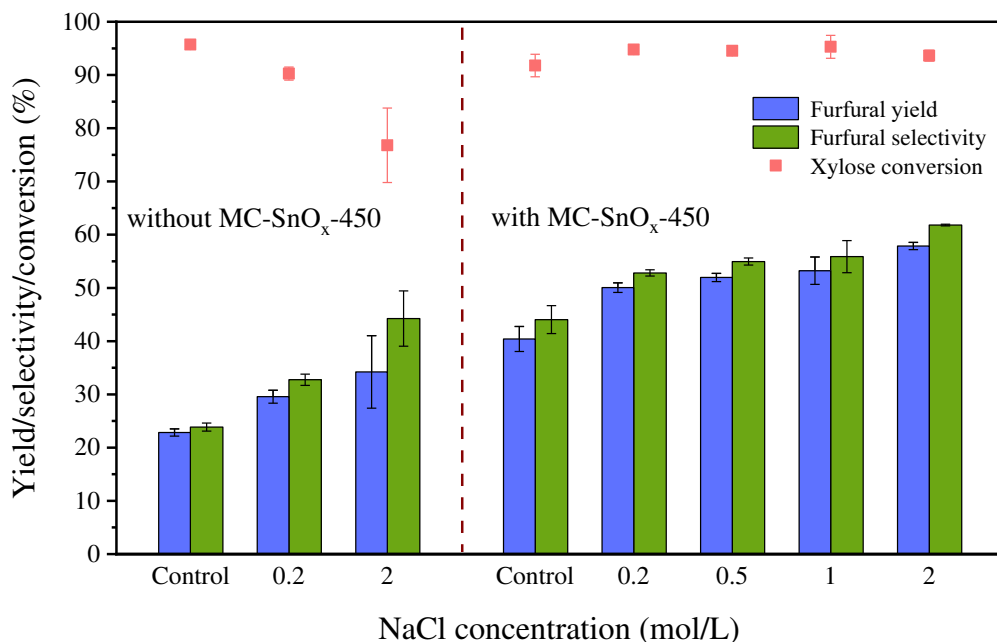 Yield/selectivity/conversion (%)
100
90
80
70
60
50
40
30
20
10
0
Furfural yield
Furfural selectivity
Xylose conversion
without MC-SnOₓ-450
with MC-SnOₓ-450
Control 0.2 2 Control 0.2 0.5 1 2
NaCl concentration (mol/L)